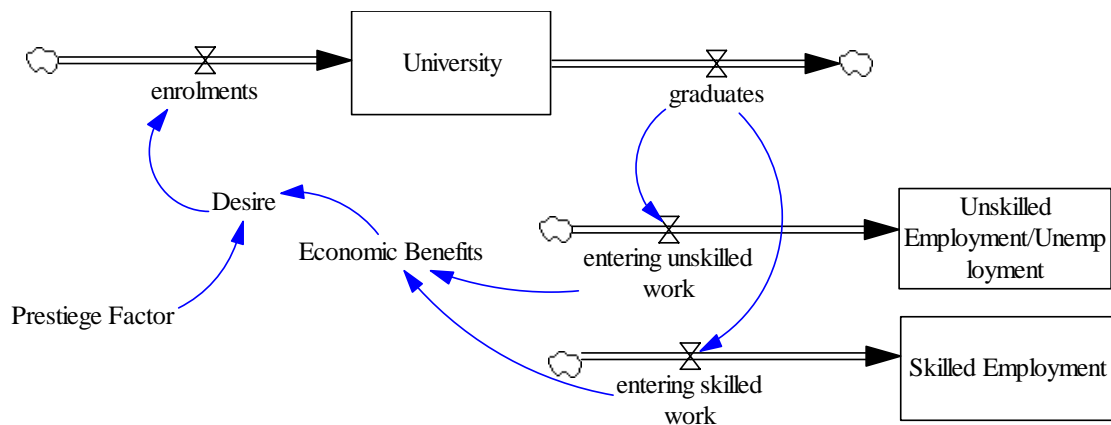 University
enrolments
graduates
Desire
Unskilled
Employment/Unemp
loyment
Economic Benefits
entering unskilled
work
Prestiege Factor
Skilled Employment
entering skilled
work